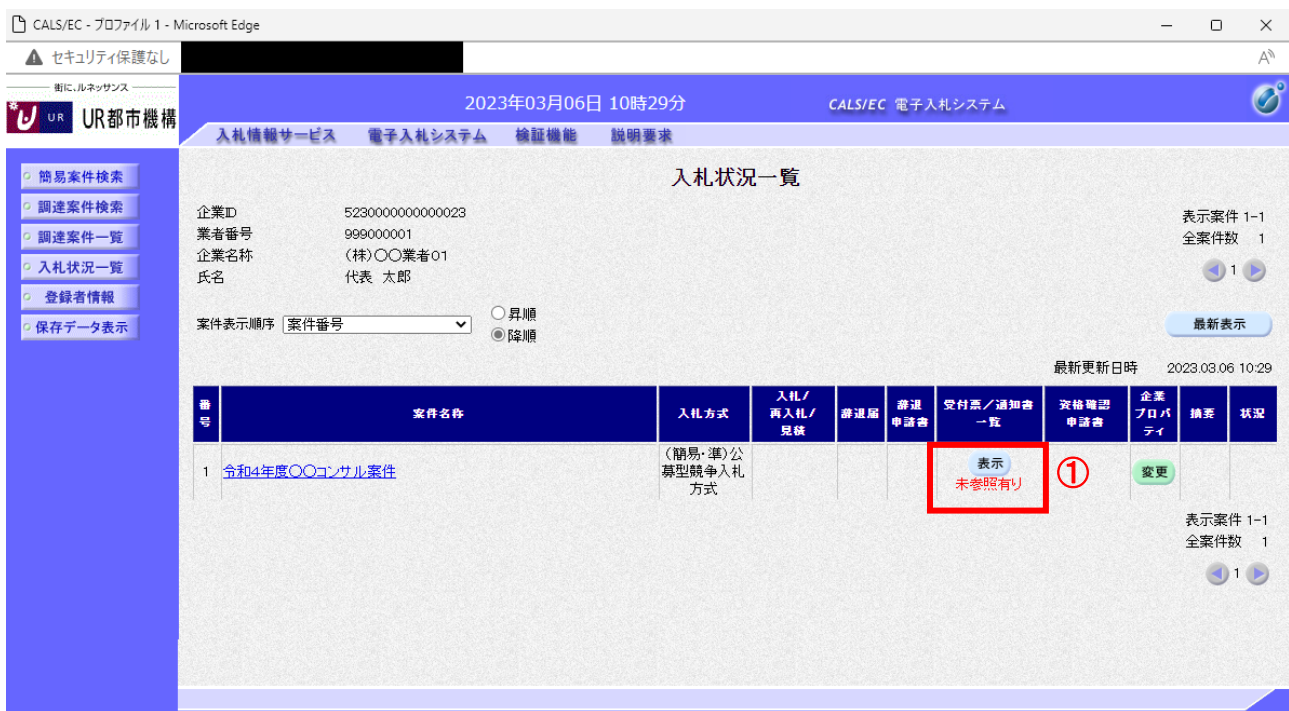 CALS/EC - プロファイル 1 - Microsoft Edge
セキュリティ保護なし
街に、ルネッサンス
UR UR都市機構
2023年03月06日 10時29分 CALS/EC 電子入札システム
入札情報サービス 電子入札システム 検証機能 説明要求
簡易案件検索
調達案件検索
調達案件一覧
入札状況一覧
登録者情報
保存データ表示
入札状況一覧
企業ID 5230000000000023
業者番号 999000001
企業名称 (株)〇〇業者01
氏名 代表 太郎
表示案件 1-1
全案件数 1
1
案件表示順序 案件番号
昇順
降順
最新表示
最新更新日時 2023.03.06 10:29
番号 案件名称 入札方式 入札/再入札/見積 辞退届 辞退申請書 受付票/通知書一覧 資格確認申請書 企業プロパティ 摘要 状況
1 令和4年度〇〇コンサル案件 (簡易・準)公募型競争入札方式 表示 未参照有り ① 変更
表示案件 1-1
全案件数 1
1